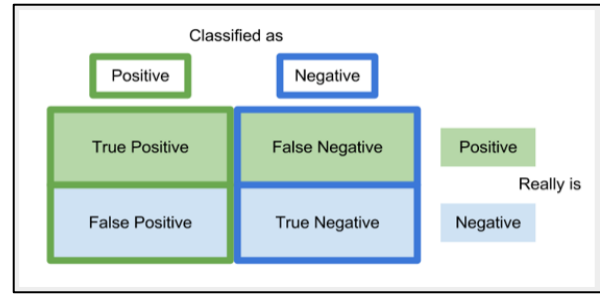 Classified as
Positive
Negative
True Positive
False Negative
Positive
Really is
False Positive
True Negative
Negative